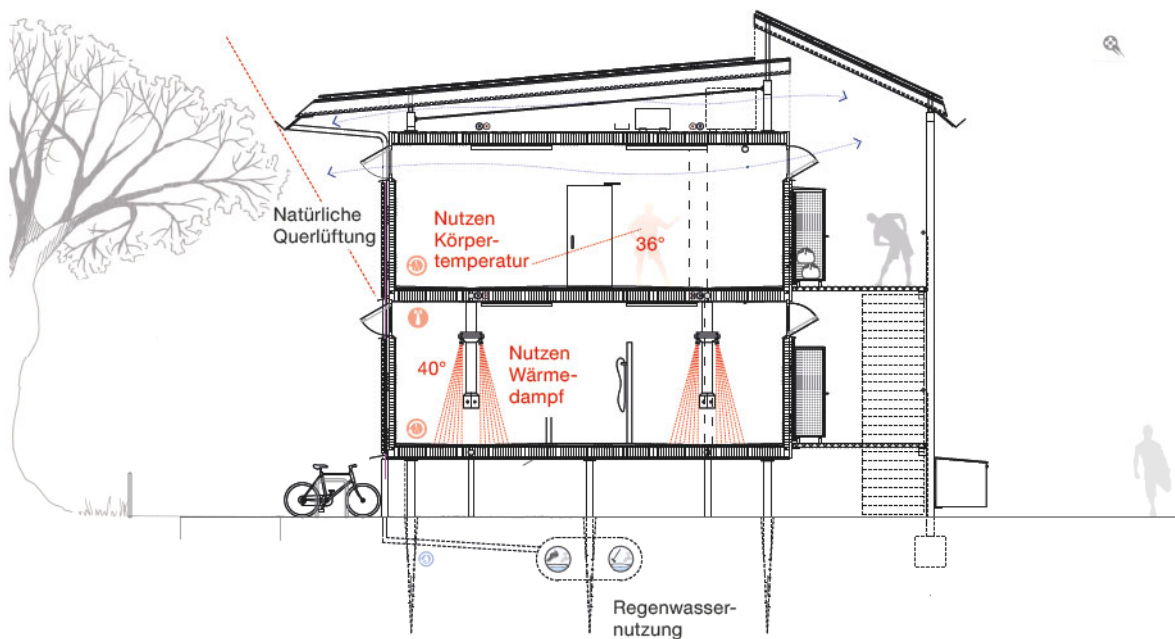 Natürliche
Querlüftung
Nutzen
Körper-
temperatur
36°
40°
Nutzen
Wärme-
dampf
Regenwasser-
nutzung